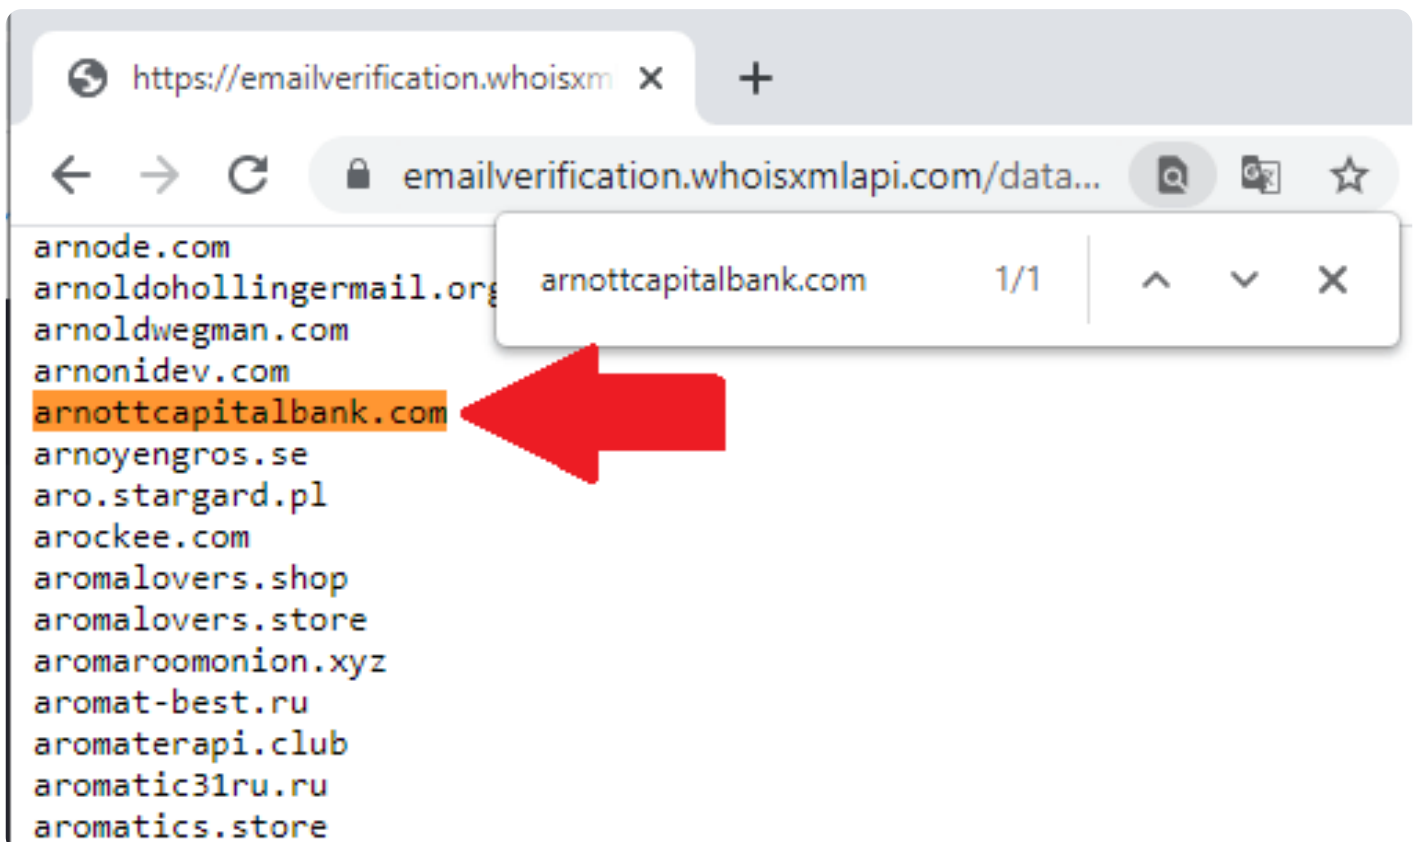 https://emailverification.whoisxm
emailverification.whoisxmlapi.com/data...
arnottcapitalbank.com 1/1
arnode.com
arnoldohollingermail.org
arnoldwegman.com
arnonidev.com
arnottcapitalbank.com
arnoyengros.se
aro.stargard.pl
arockee.com
aromalovers.shop
aromalovers.store
aromaroomonion.xyz
aromat-best.ru
aromaterapi.club
aromatic31ru.ru
aromatics.store